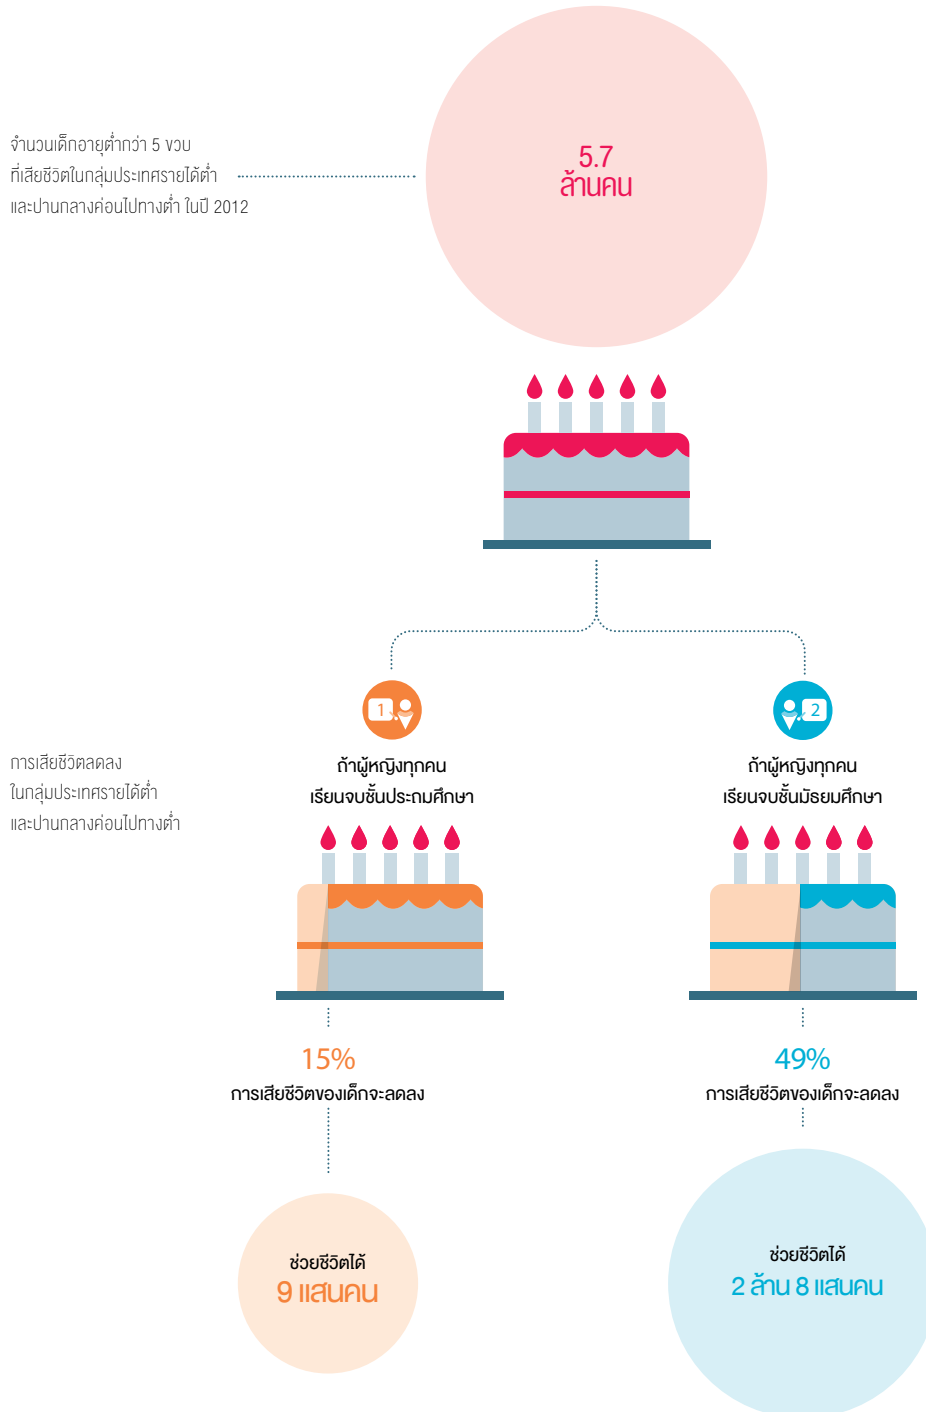 5.7
ล้านคน
จำนวนเด็กอายุต่ำกว่า 5 ขวบ
ที่เสียชีวิตในกลุ่มประเทศรายได้ต่ำ
และปานกลางค่อนไปทางต่ำ ในปี 2012
1
2
ถ้าผู้หญิงทุกคน
เรียนจบชั้นประถมศึกษา
ถ้าผู้หญิงทุกคน
เรียนจบชั้นมัธยมศึกษา
การเสียชีวิตลดลง
ในกลุ่มประเทศรายได้ต่ำ
และปานกลางค่อนไปทางต่ำ
15%
การเสียชีวิตของเด็กจะลดลง
49%
การเสียชีวิตของเด็กจะลดลง
ช่วยชีวิตได้
9 แสนคน
ช่วยชีวิตได้
2 ล้าน 8 แสนคน